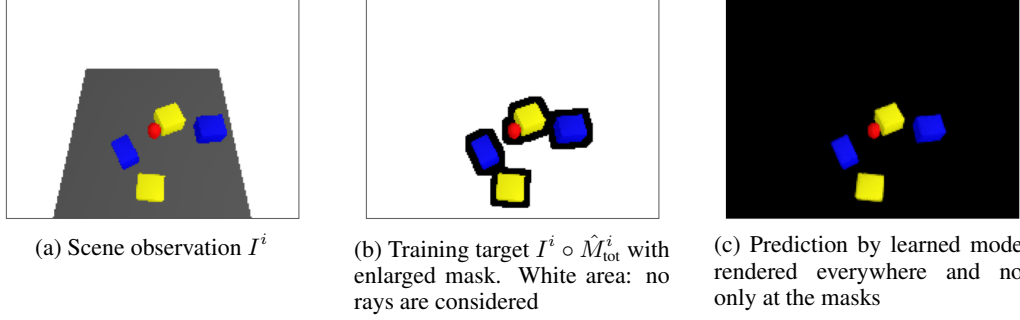 (a) Scene observation I^i
(b) Training target I^i ∘ M̂^i_tot with
enlarged mask. White area: no
rays are considered
(c) Prediction by learned mode
rendered everywhere and no
only at the masks